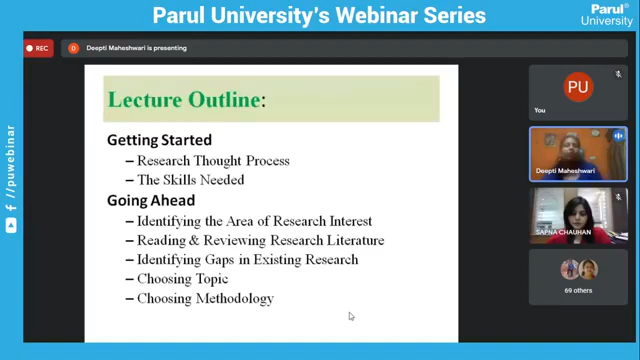 Parul University's Webinar Series
Parul®
University
REC
D
Deepti Maheshwari is presenting
Lecture Outline:
Getting Started
– Research Thought Process
– The Skills Needed
Going Ahead
– Identifying the Area of Research Interest
– Reading & Reviewing Research Literature
– Identifying Gaps in Existing Research
– Choosing Topic
– Choosing Methodology
PU
You
Deepti Maheshwari
SAPNA CHAUHAN
69 others
f //puwebinar